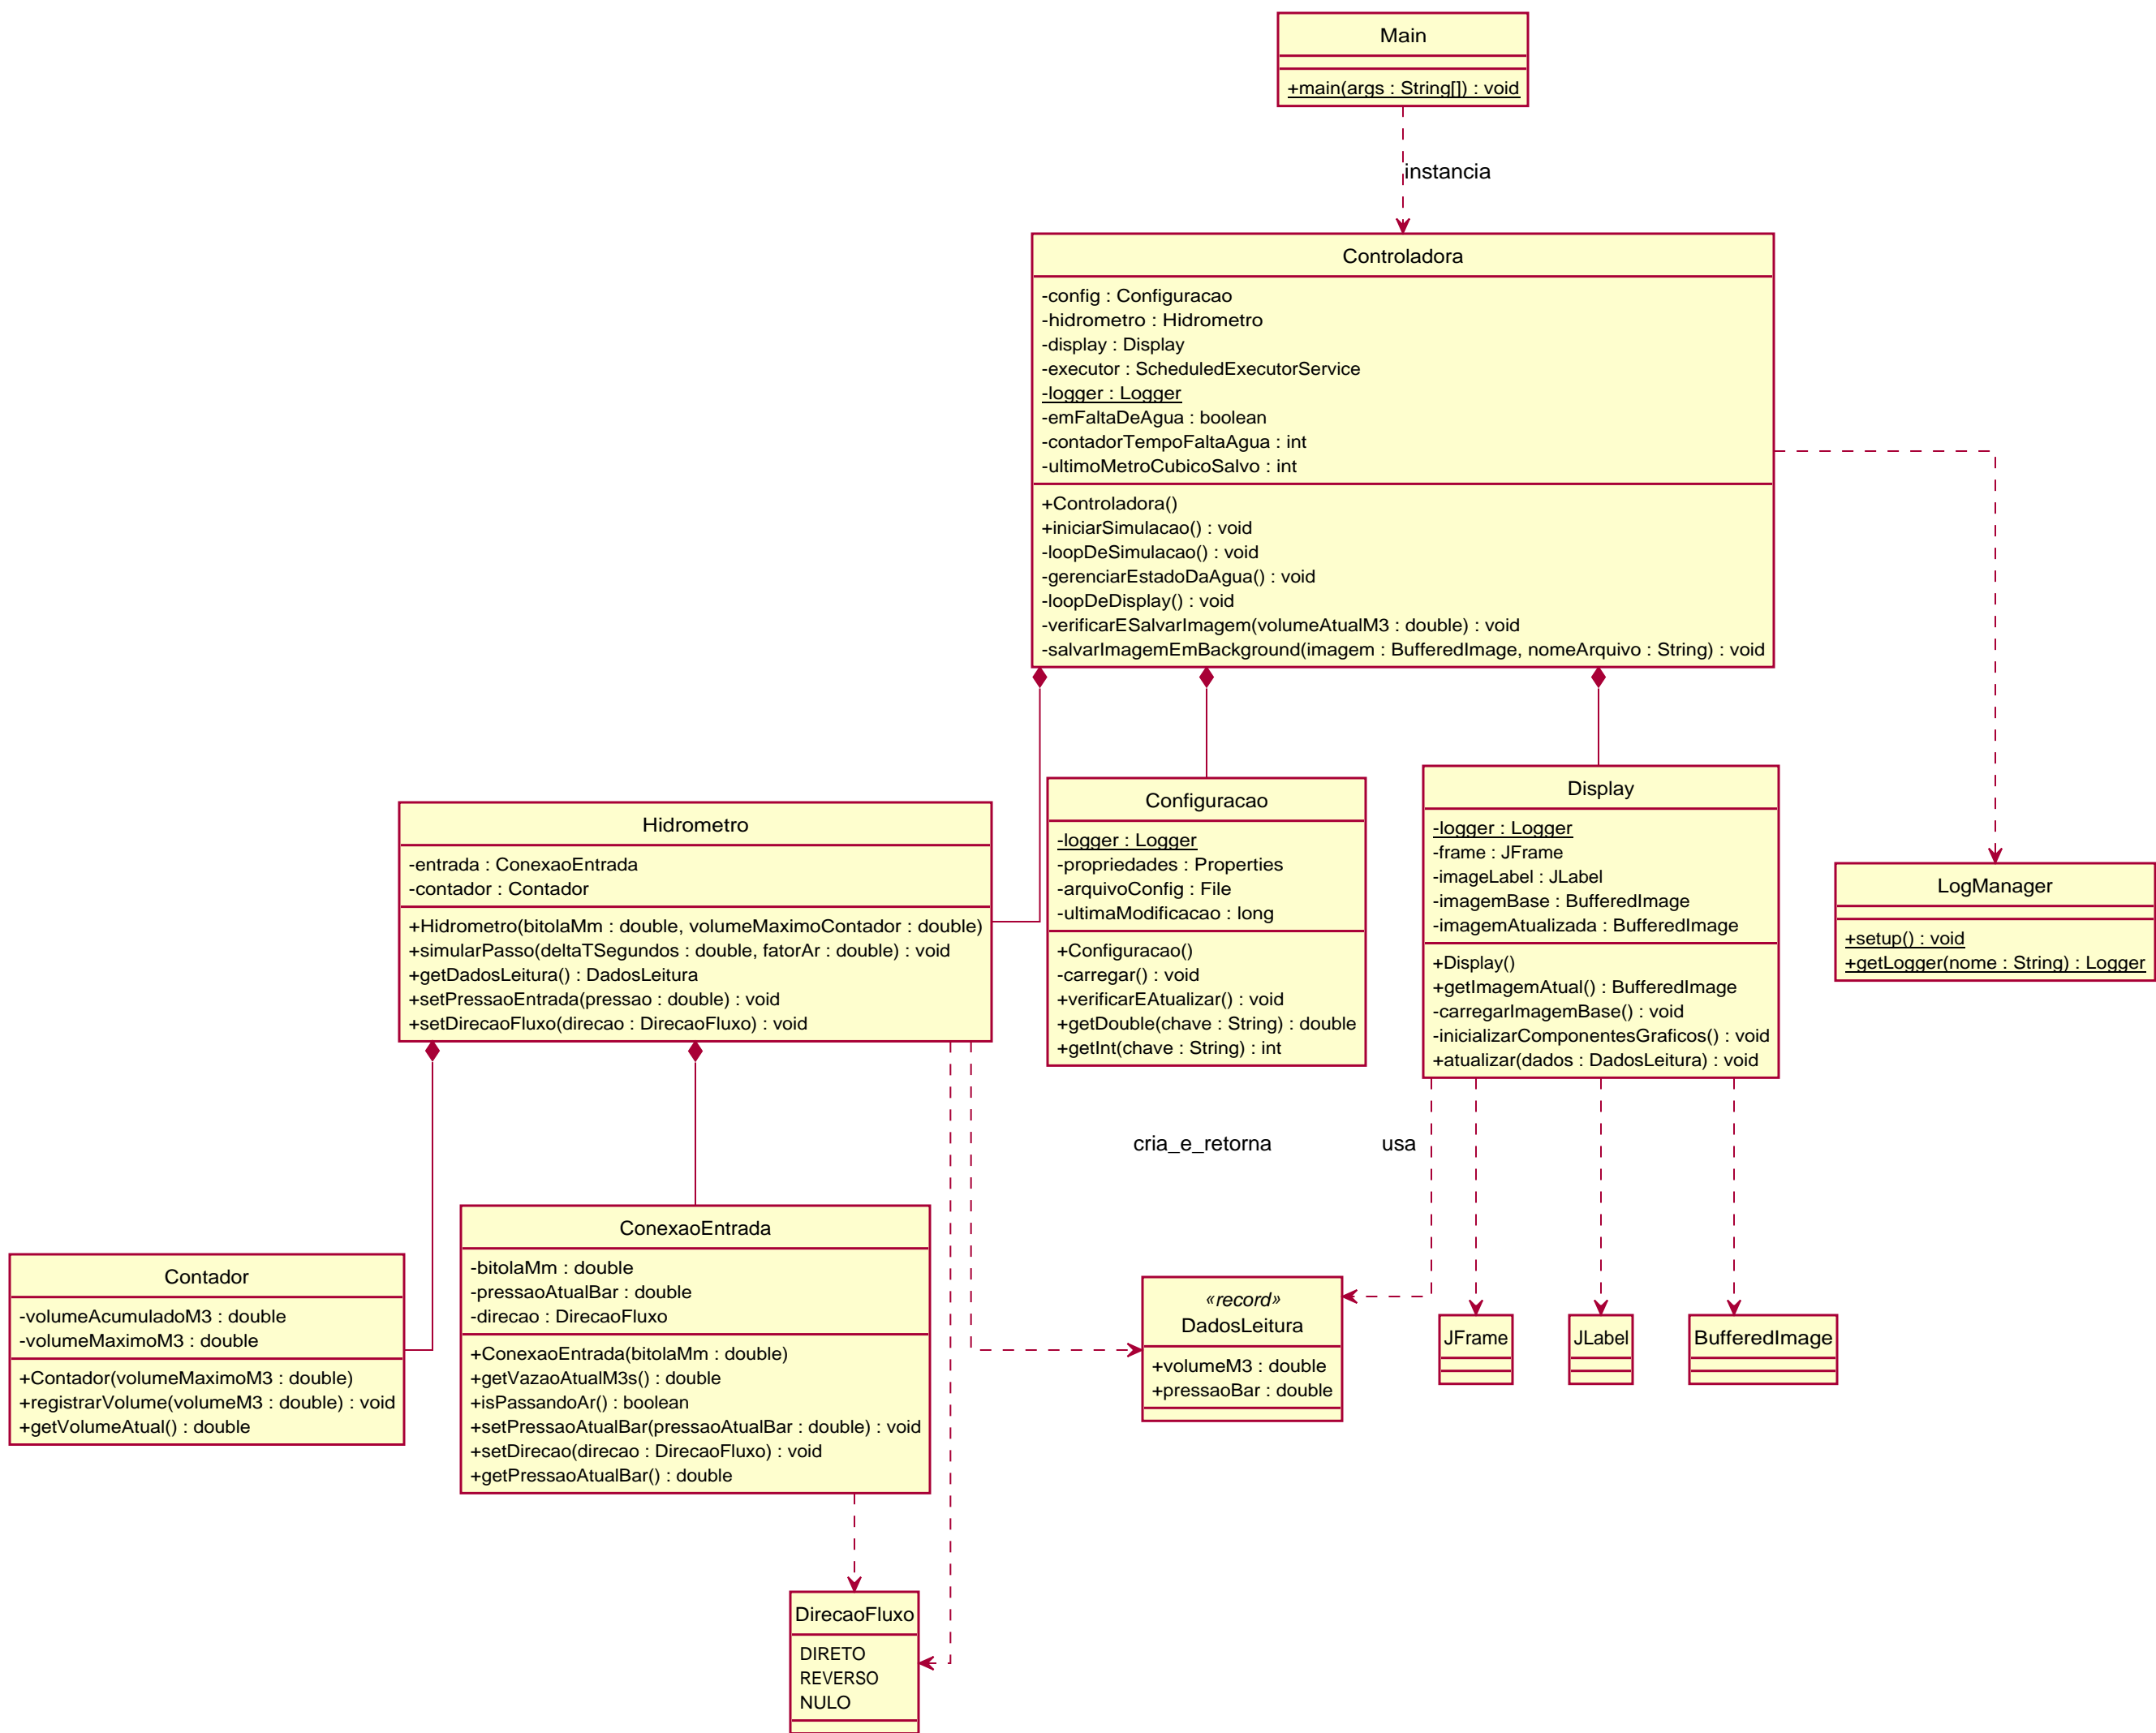 Main
+main(args : String[]) : void
instancia
Controladora
-config : Configuracao
-hidrometro : Hidrometro
-display : Display
-executor : ScheduledExecutorService
-logger : Logger
-emFaltaDeAgua : boolean
-contadorTempoFaltaAgua : int
-ultimoMetroCubicoSalvo : int
+Controladora()
+iniciarSimulacao() : void
-loopDeSimulacao() : void
-gerenciarEstadoDaAgua() : void
-loopDeDisplay() : void
-verificarESalvarImagem(volumeAtualM3 : double) : void
-salvarImagemEmBackground(imagem : BufferedImage, nomeArquivo : String) : void
Hidrometro
-entrada : ConexaoEntrada
-contador : Contador
+Hidrometro(bitolaMm : double, volumeMaximoContador : double)
+simularPasso(deltaTSegundos : double, fatorAr : double) : void
+getDadosLeitura() : DadosLeitura
+setPressaoEntrada(pressao : double) : void
+setDirecaoFluxo(direcao : DirecaoFluxo) : void
Configuracao
-logger : Logger
-propriedades : Properties
-arquivoConfig : File
-ultimaModificacao : long
+Configuracao()
-carregar() : void
+verificarEAtualizar() : void
+getDouble(chave : String) : double
+getInt(chave : String) : int
Display
-logger : Logger
-frame : JFrame
-imageLabel : JLabel
-imagemBase : BufferedImage
-imagemAtualizada : BufferedImage
+Display()
+getImagemAtual() : BufferedImage
-carregarImagemBase() : void
-inicializarComponentesGraficos() : void
+atualizar(dados : DadosLeitura) : void
LogManager
+setup() : void
+getLogger(nome : String) : Logger
cria_e_retorna
usa
Contador
-volumeAcumuladoM3 : double
-volumeMaximoM3 : double
+Contador(volumeMaximoM3 : double)
+registrarVolume(volumeM3 : double) : void
+getVolumeAtual() : double
ConexaoEntrada
-bitolaMm : double
-pressaoAtualBar : double
-direcao : DirecaoFluxo
+ConexaoEntrada(bitolaMm : double)
+getVazaoAtualM3s() : double
+isPassandoAr() : boolean
+setPressaoAtualBar(pressaoAtualBar : double) : void
+setDirecao(direcao : DirecaoFluxo) : void
+getPressaoAtualBar() : double
«record»
DadosLeitura
+volumeM3 : double
+pressaoBar : double
JFrame
JLabel
BufferedImage
DirecaoFluxo
DIRETO
REVERSO
NULO